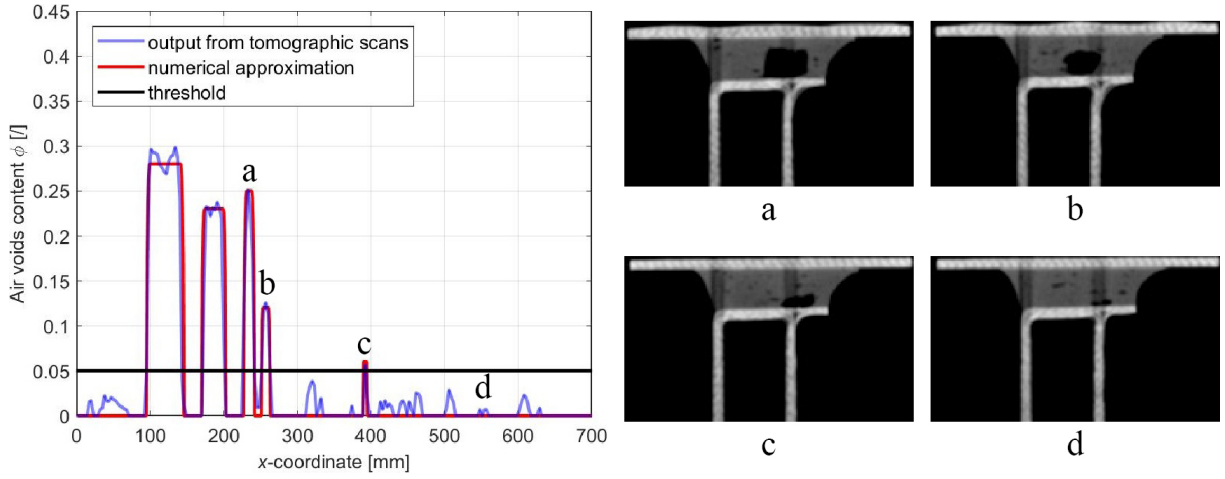 0.45
0.4
0.35
0.3
0.25
0.2
0.15
0.1
0.05
0
Air voids content ϕ [/]
output from tomographic scans
numerical approximation
threshold
a
b
c
d
0 100 200 300 400 500 600 700
x-coordinate [mm]
a b
c d